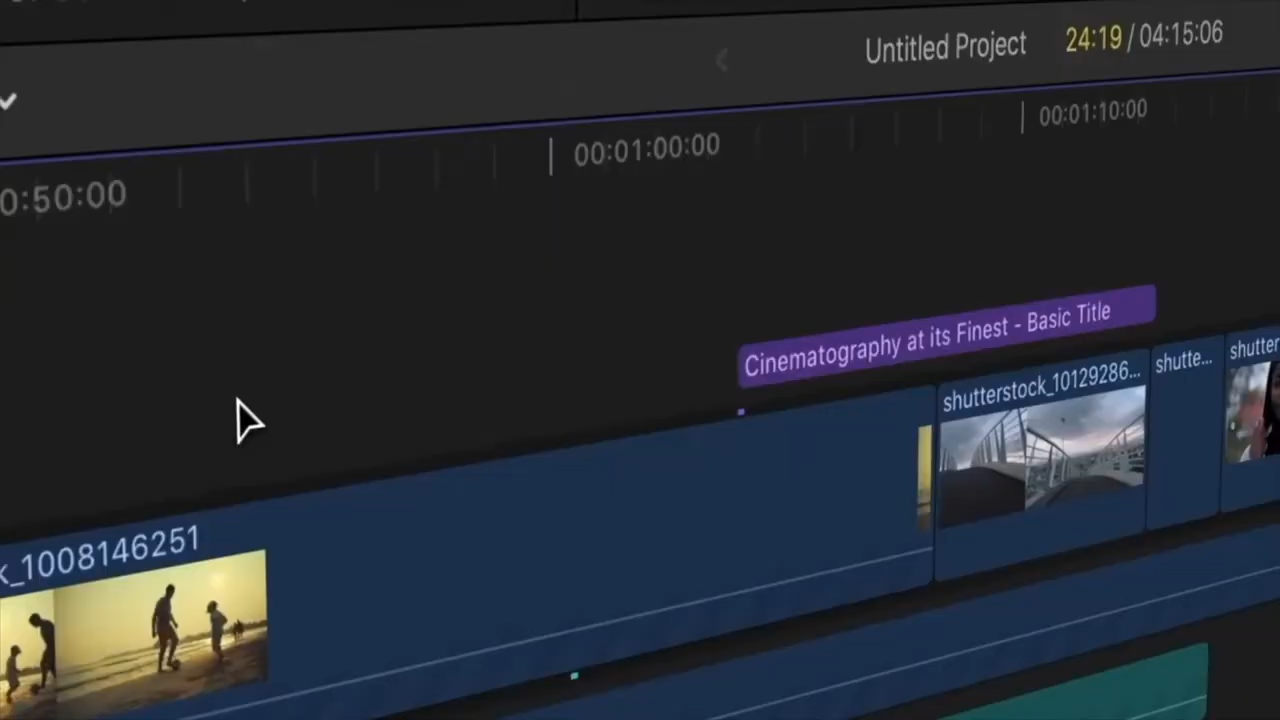 Untitled Project 24:19 / 04:15:06
0:50:00 00:01:00:00 00:01:10:00
Cinematography at its Finest - Basic Title
k_1008146251 shutterstock_10129286... shutte... shutter